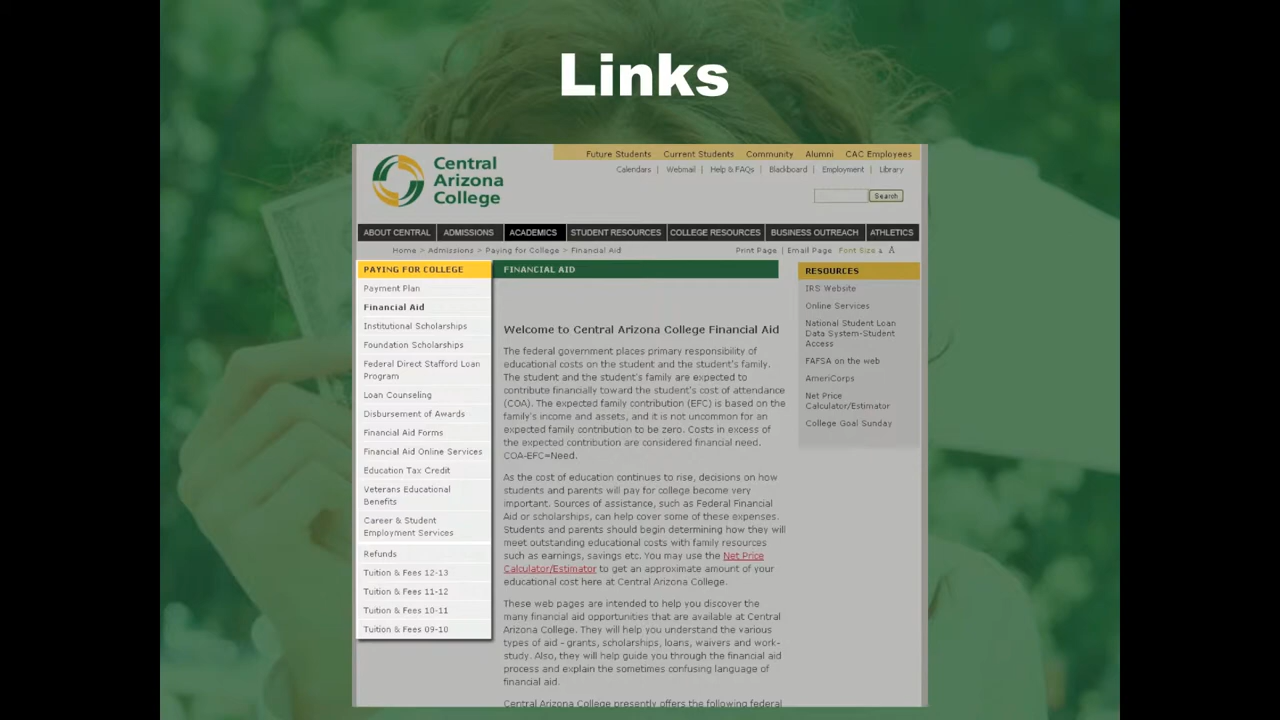 Links
Central
Arizona
College
Future Students Current Students Community Alumni CAC Employees
Calendars | Webmail | Help & FAQs | Blackboard | Employment | Library
Search
ABOUT CENTRAL ADMISSIONS ACADEMICS STUDENT RESOURCES COLLEGE RESOURCES BUSINESS OUTREACH ATHLETICS
Home > Admissions > Paying for College > Financial Aid
Print Page | Email Page Font Size A A
PAYING FOR COLLEGE
Payment Plan
Financial Aid
Institutional Scholarships
Foundation Scholarships
Federal Direct Stafford Loan
Program
Loan Counseling
Disbursement of Awards
Financial Aid Forms
Financial Aid Online Services
Education Tax Credit
Veterans Educational
Benefits
Career & Student
Employment Services
Refunds
Tuition & Fees 12-13
Tuition & Fees 11-12
Tuition & Fees 10-11
Tuition & Fees 09-10
FINANCIAL AID
Welcome to Central Arizona College Financial Aid
The federal government places primary responsibility of
educational costs on the student and the student's family.
The student and the student's family are expected to
contribute financially toward the student's cost of attendance
(COA). The expected family contribution (EFC) is based on the
family's income and assets, and it is not uncommon for an
expected family contribution to be zero. Costs in excess of
the expected contribution are considered financial need.
COA-EFC=Need.
As the cost of education continues to rise, decisions on how
students and parents will pay for college become very
important. Sources of assistance, such as Federal Financial
Aid or scholarships, can help cover some of these expenses.
Students and parents should begin determining how they will
meet outstanding educational costs with family resources
such as earnings, savings etc. You may use the Net Price
Calculator/Estimator to get an approximate amount of your
educational cost here at Central Arizona College.
These web pages are intended to help you discover the
many financial aid opportunities that are available at Central
Arizona College. They will help you understand the various
types of aid - grants, scholarships, loans, waivers and work-
study. Also, they will help guide you through the financial aid
process and explain the sometimes confusing language of
financial aid.
Central Arizona College presently offers the following federal
RESOURCES
IRS Website
Online Services
National Student Loan
Data System-Student
Access
FAFSA on the web
AmeriCorps
Net Price
Calculator/Estimator
College Goal Sunday